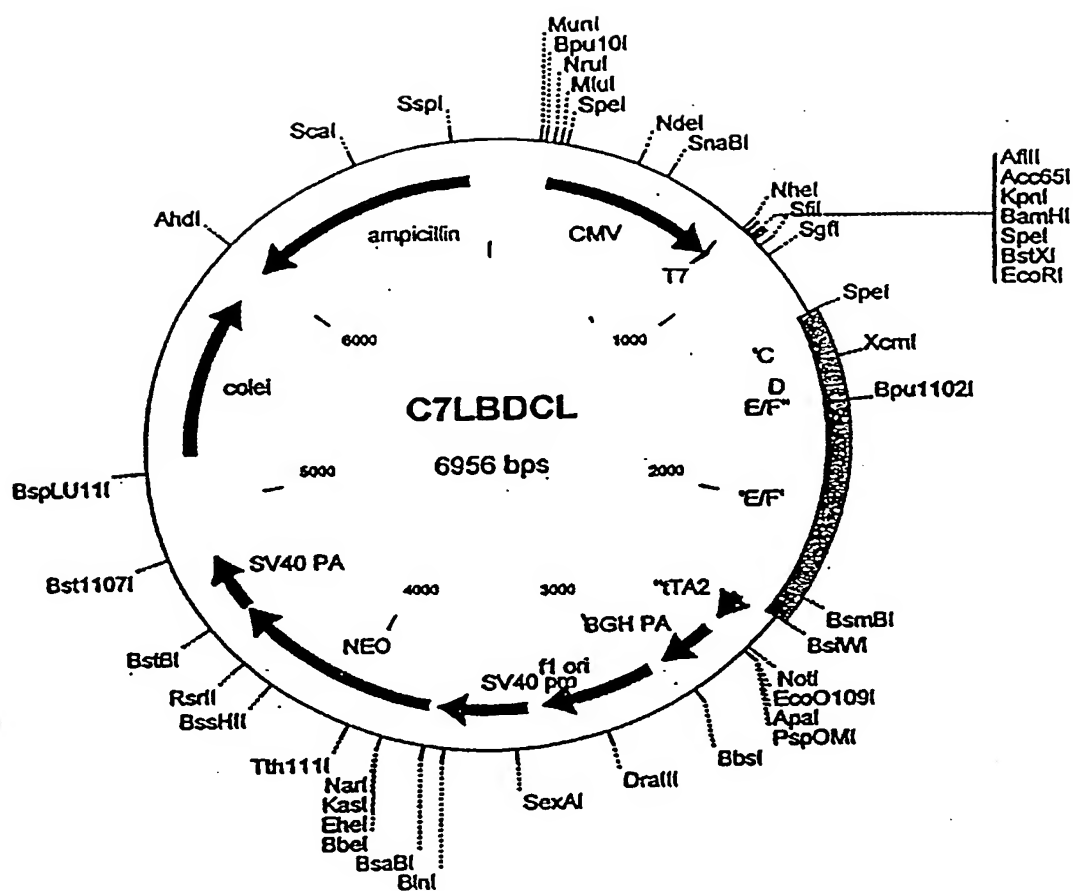 MunI
Bpu10I
NruI
MluI
SpeI
SspI
ScaI
NdeI
SnaBI
AhdI
NheI
SfiI
SgfI
AflII
Acc65I
KpnI
BamHI
SpeI
BstXI
EcoRI
ampicillin
CMV
T7
SpeI
6000
1000
'C
XcmI
coleI
D
Bpu1102I
C7LBDCL
E/F"
6956 bps
5000
2000
'E/F'
BspLU11I
SV40 PA
Bst1107I
4000
3000
"tTA2
BsmBI
BGH PA
BsiWI
NEO
BstBI
f1 ori
SV40 pro
NotI
EcoO109I
ApaI
PspOMI
RsrII
BssHII
BbsI
Tth111I
DraIII
NarI
KasI
EheI
BbeI
SexAI
BsaBI
BlnI